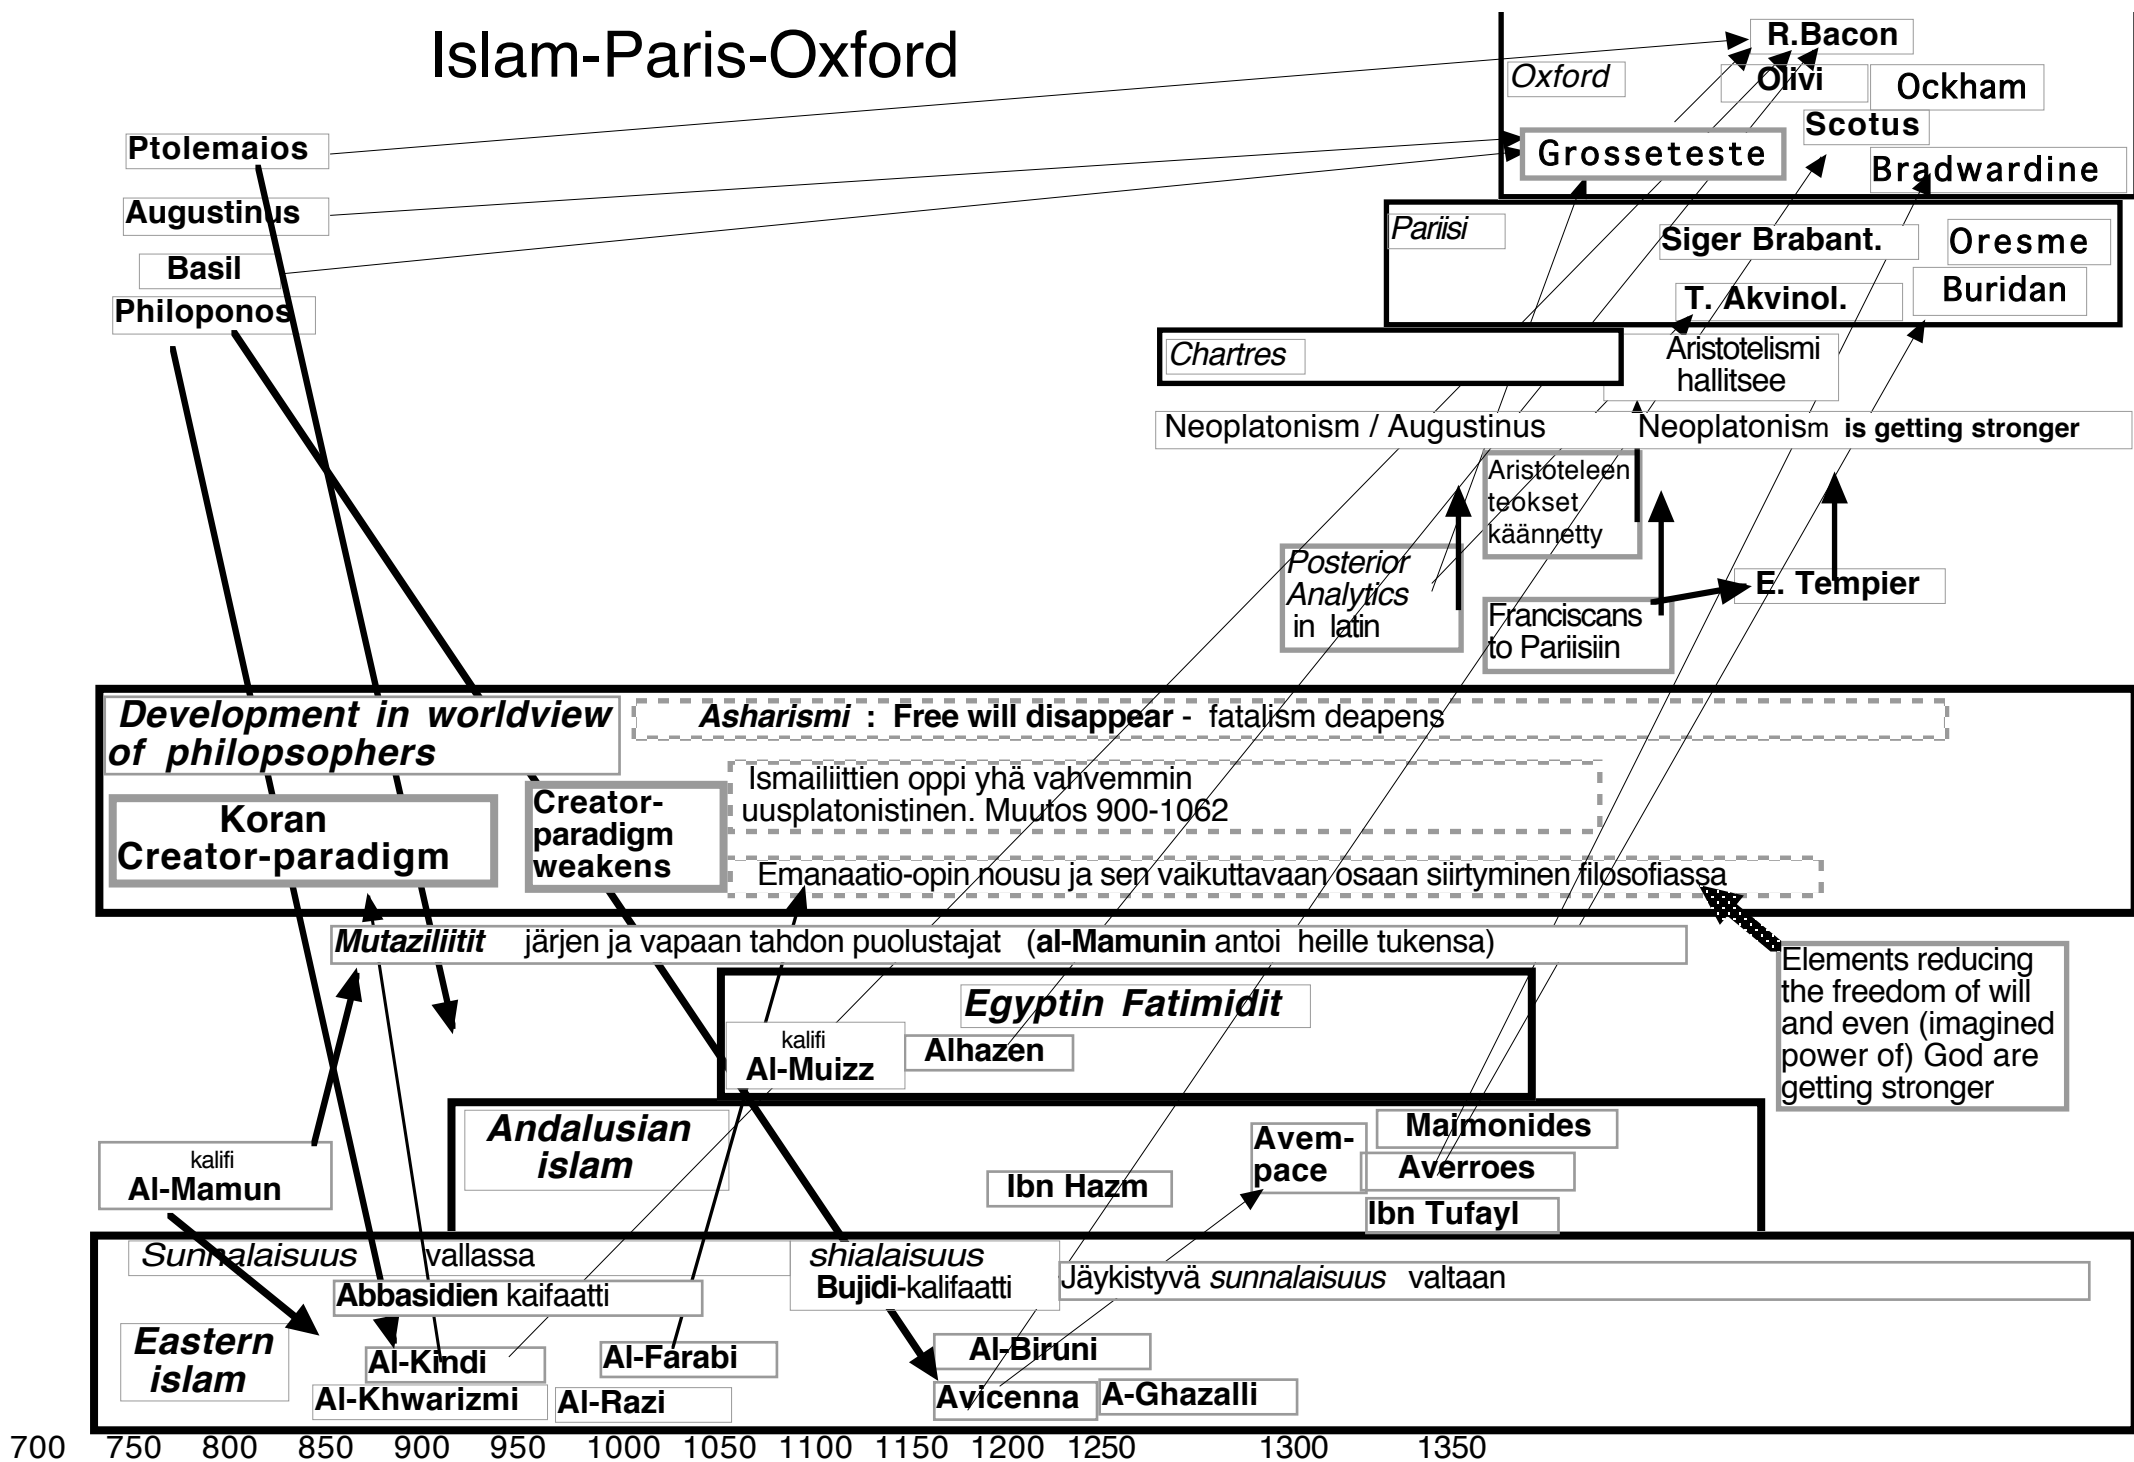 Islam-Paris-Oxford
R.Bacon
Oxford
Olivi
Ockham
Scotus
Grosseteste
Bradwardine
Ptolemaios
Augustinus
Basil
Philoponos
Pariisi
Siger Brabant.
Oresme
T. Akvinol.
Buridan
Chartres
Aristotelismi
hallitsee
Neoplatonism / Augustinus
Neoplatonism is getting stronger
Aristoteleen
teokset
käännetty
Posterior
Analytics
in latin
Franciscans
to Pariisiin
E. Tempier
Development in worldview
of philopsophers
Asharismi : Free will disappear - fatalism deapens
Koran
Creator-paradigm
Creator-
paradigm
weakens
Ismailiittien oppi yhä vahvemmin
uusplatonistinen. Muutos 900-1062
Emanaatio-opin nousu ja sen vaikuttavaan osaan siirtyminen filosofiassa
Mutaziliitit järjen ja vapaan tahdon puolustajat (al-Mamunin antoi heille tukensa)
Elements reducing
the freedom of will
and even (imagined
power of) God are
getting stronger
Egyptin Fatimidit
kalifi
Al-Muizz
Alhazen
Andalusian
islam
Ibn Hazm
Avem-
pace
Maimonides
Averroes
Ibn Tufayl
kalifi
Al-Mamun
Sunnalaisuus vallassa
shialaisuus
Bujidi-kalifaatti
Jäykistyvä sunnalaisuus valtaan
Abbasidien kaifaatti
Eastern
islam
Al-Kindi
Al-Khwarizmi
Al-Farabi
Al-Razi
Al-Biruni
Avicenna
A-Ghazalli
700 750 800 850 900 950 1000 1050 1100 1150 1200 1250 1300 1350